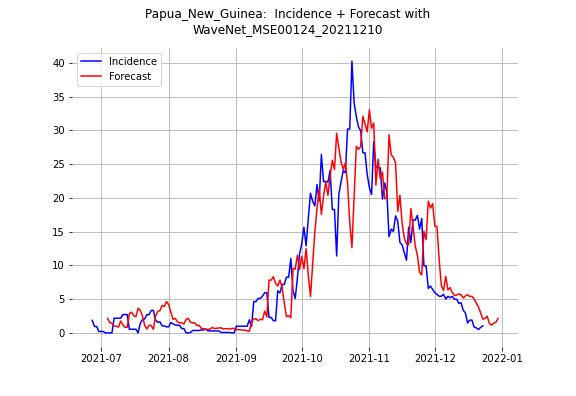 Papua_New_Guinea:  Incidence + Forecast with
WaveNet_MSE00124_20211210
Incidence
Forecast
40
35
30
25
20
15
10
5
0
2021-07 2021-08 2021-09 2021-10 2021-11 2021-12 2022-01